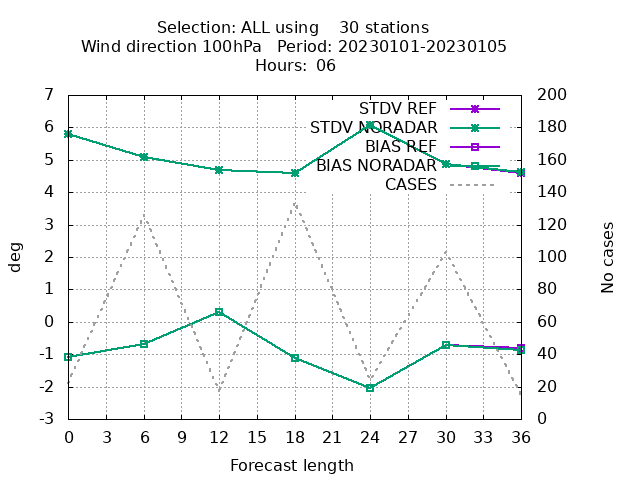 Selection: ALL using    30 stations
Wind direction 100hPa   Period: 20230101-20230105
Hours: 06
7 200
STDV REF
6 STDV NORADAR 180
BIAS REF
5 BIAS NORADAR 160
CASES
4 140
3 120
2 100
1 80
0 60
-1 40
-2 20
-3 0
deg
No cases
0 3 6 9 12 15 18 21 24 27 30 33 36
Forecast length